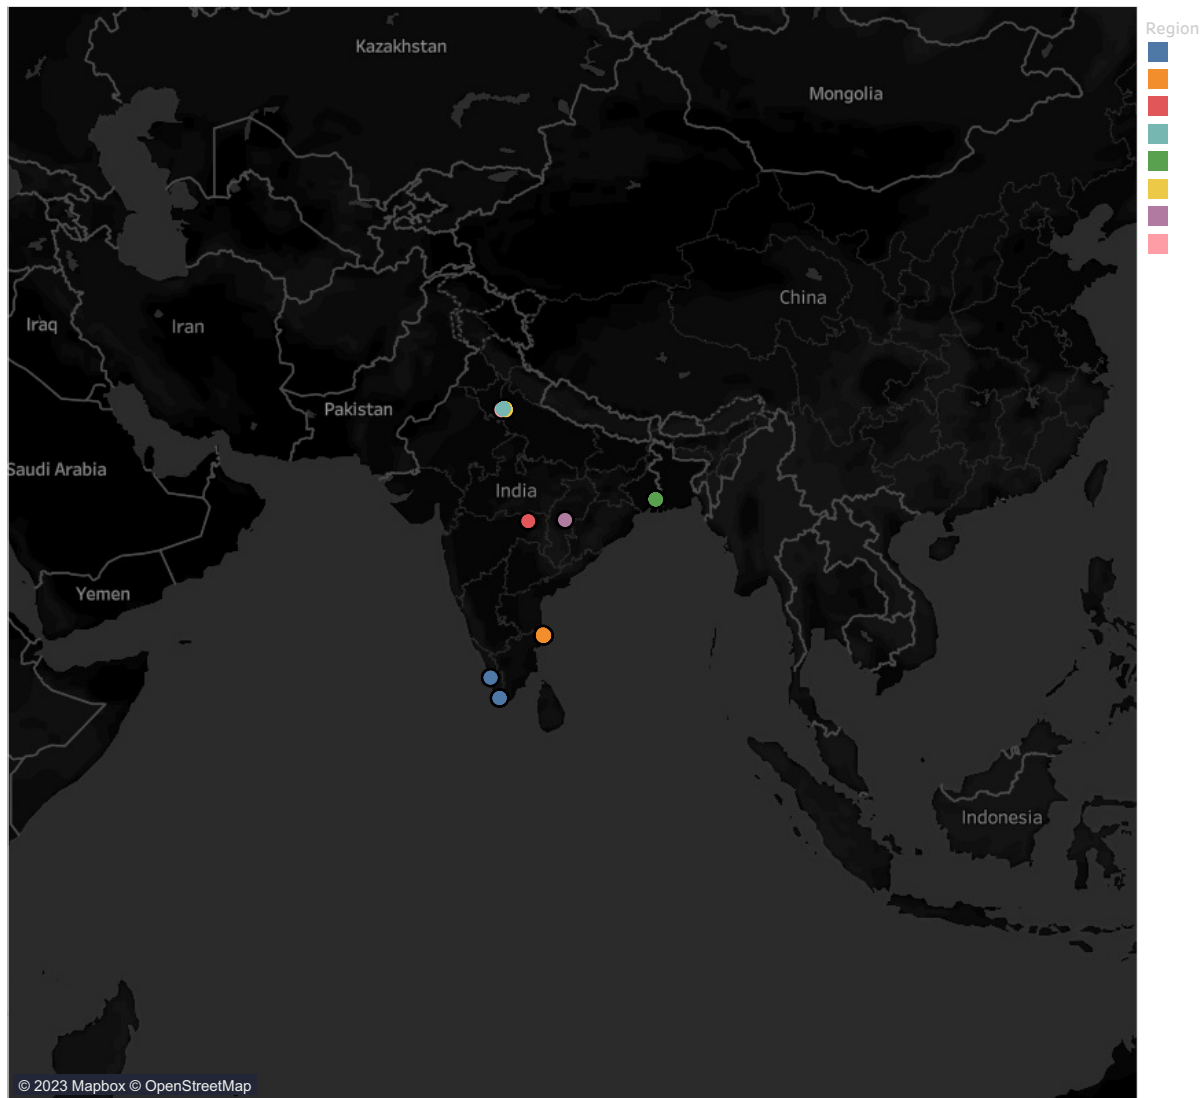 Region
Kazakhstan
Mongolia
China
Iraq
Iran
Pakistan
Saudi Arabia
India
Yemen
Indonesia
© 2023 Mapbox © OpenStreetMap